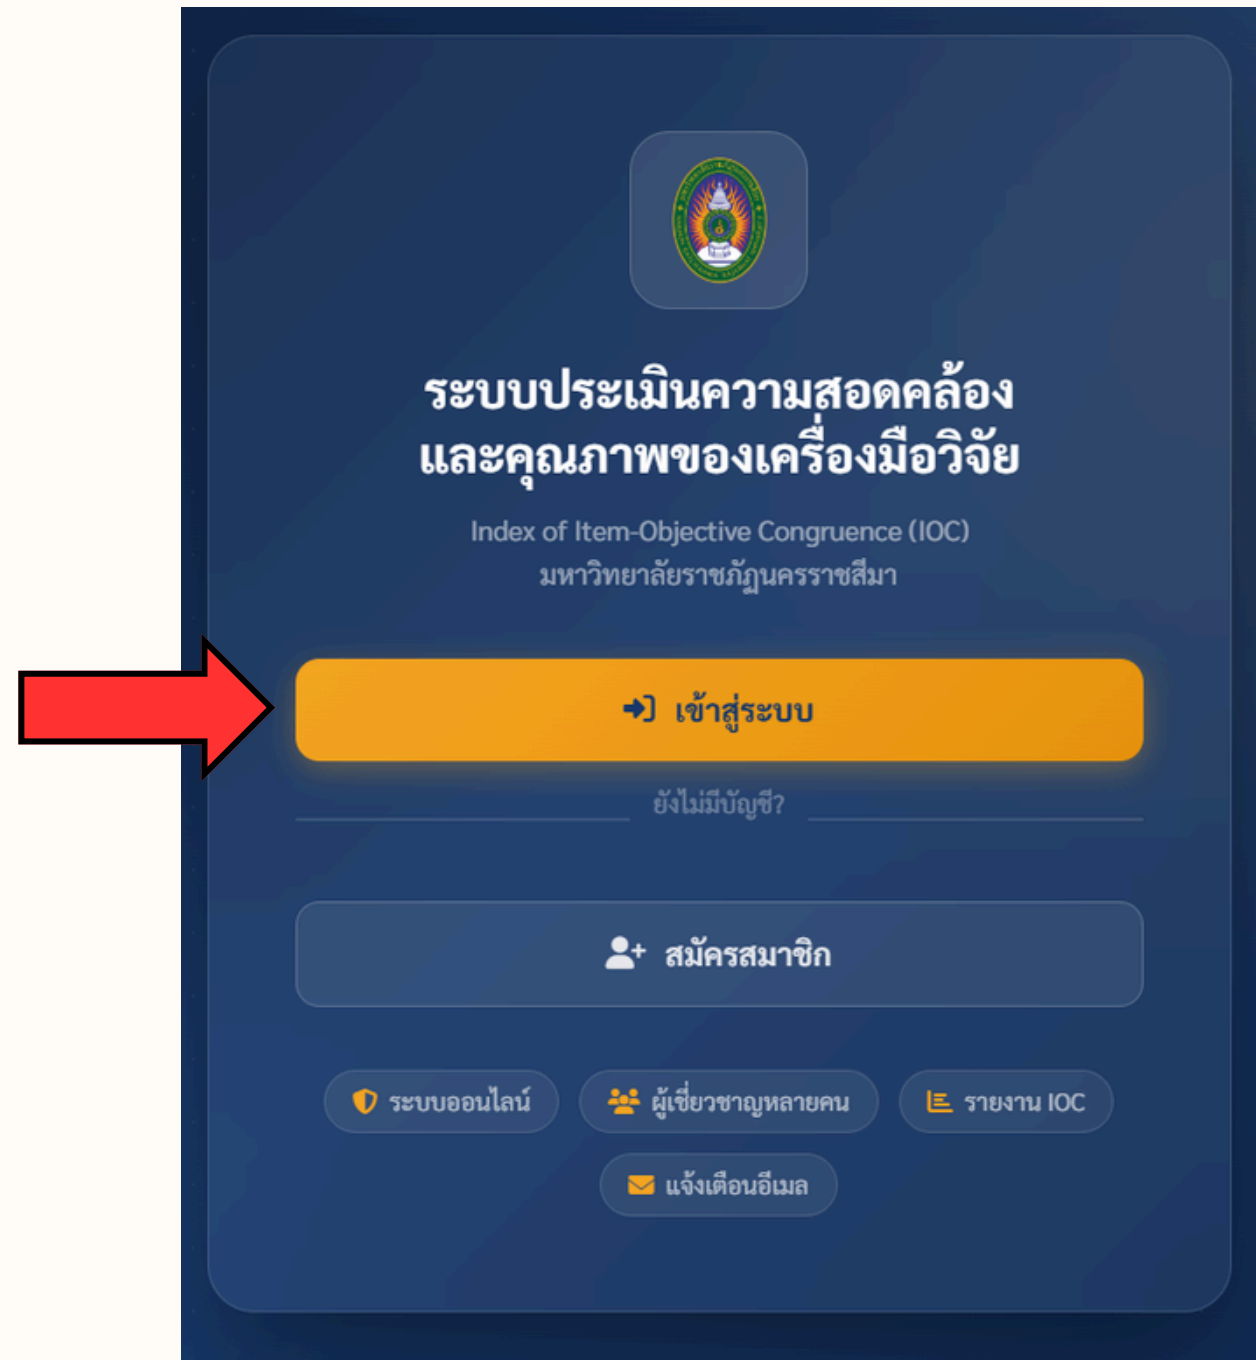 ระบบประเมินความสอดคล้อง
และคุณภาพของเครื่องมือวิจัย
Index of Item-Objective Congruence (IOC)
มหาวิทยาลัยราชภัฏนครราชสีมา
เข้าสู่ระบบ
ยังไม่มีบัญชี?
สมัครสมาชิก
ระบบออนไลน์
ผู้เชี่ยวชาญหลายคน
รายงาน IOC
แจ้งเตือนอีเมล